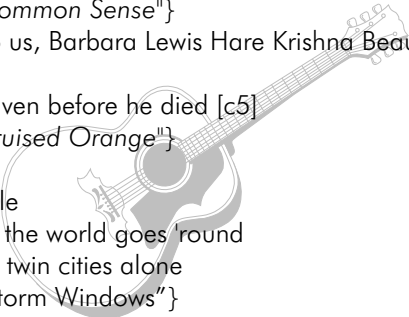 ommon Sense"}
us, Barbara Lewis Hare Krishna Beau
ven before he died [c5]
ruised Orange"}
le
the world goes 'round
twin cities alone
torm Windows”}